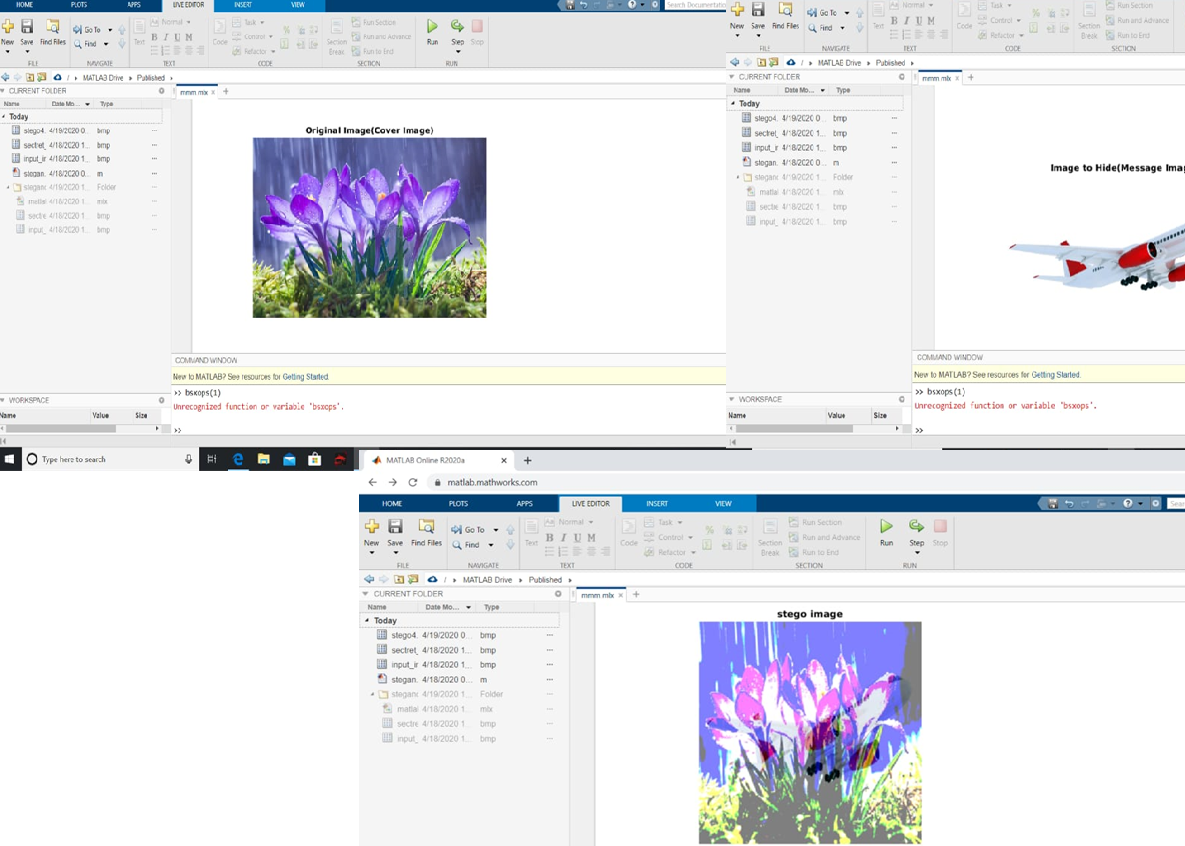 HOME PLOTS APPS LIVE EDITOR INSERT VIEW Search Documentatio
New Save Find Files Go To Find Text Normal B I U M Code Task Control Refactor Section Break Run Section Run and Advance Run to End Run Step Stop
FILE NAVIGATE TEXT CODE SECTION RUN
/ MATLAB Drive Published
CURRENT FOLDER
mmm.mlx
Name Date Mo... Type
Today
stego4. 4/19/2020 0... bmp
sectret_ 4/18/2020 1... bmp
input_ir 4/18/2020 1... bmp
stegan. 4/18/2020 0... m
stegano 4/19/2020 1... Folder
matlal 4/18/2020 1... mlx
sectre 4/18/2020 1... bmp
input_ 4/18/2020 1... bmp
Original Image(Cover Image)
COMMAND WINDOW
New to MATLAB? See resources for Getting Started.
>> bsxops(1)
Unrecognized function or variable 'bsxops'.
>>
WORKSPACE
Name Value Size
Type here to search
New Save Find Files Go To Find Text Normal B I U M Code Task Control Refactor Section Break Run Section Run and Advance Run to End
FILE NAVIGATE TEXT CODE SECTION
/ MATLAB Drive Published
CURRENT FOLDER
mmm.mlx
Name Date Mo... Type
Today
stego4. 4/19/2020 0... bmp
sectret_ 4/18/2020 1... bmp
input_ir 4/18/2020 1... bmp
stegan. 4/18/2020 0... m
stegano 4/19/2020 1... Folder
matlal 4/18/2020 1... mlx
sectre 4/18/2020 1... bmp
input_ 4/18/2020 1... bmp
Image to Hide(Message Imag
COMMAND WINDOW
New to MATLAB? See resources for Getting Started.
>> bsxops(1)
Unrecognized function or variable 'bsxops'.
>>
WORKSPACE
Name Value Size
MATLAB Online R2020a
matlab.mathworks.com
HOME PLOTS APPS LIVE EDITOR INSERT VIEW Sear
New Save Find Files Go To Find Text Normal B I U M Code Task Control Refactor Section Break Run Section Run and Advance Run to End Run Step Stop
FILE NAVIGATE TEXT CODE SECTION RUN
/ MATLAB Drive Published
CURRENT FOLDER
mmm.mlx
Name Date Mo... Type
Today
stego4. 4/19/2020 0... bmp
sectret_ 4/18/2020 1... bmp
input_ir 4/18/2020 1... bmp
stegan. 4/18/2020 0... m
stegano 4/19/2020 1... Folder
matlal 4/18/2020 1... mlx
sectre 4/18/2020 1... bmp
input_ 4/18/2020 1... bmp
stego image